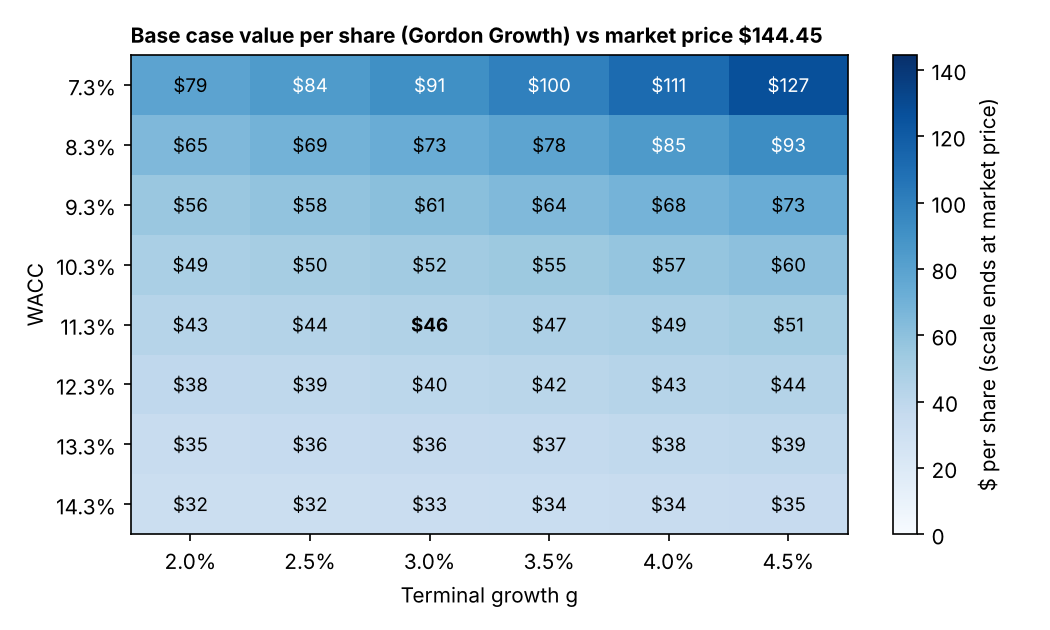 Base case value per share (Gordon Growth) vs market price $144.45
7.3% $79 $84 $91 $100 $111 $127
8.3% $65 $69 $73 $78 $85 $93
9.3% $56 $58 $61 $64 $68 $73
10.3% $49 $50 $52 $55 $57 $60
11.3% $43 $44 $46 $47 $49 $51
12.3% $38 $39 $40 $42 $43 $44
13.3% $35 $36 $36 $37 $38 $39
14.3% $32 $32 $33 $34 $34 $35
2.0% 2.5% 3.0% 3.5% 4.0% 4.5%
Terminal growth g
WACC
140
120
100
80
60
40
20
0
$ per share (scale ends at market price)